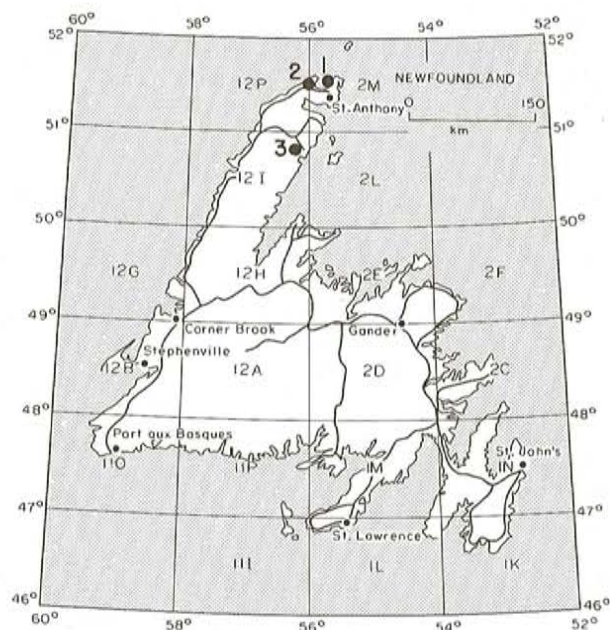 60° 58° 56° 54° 52°
52° 52°
12P 2 1 2M NEWFOUNDLAND
St. Anthony 0 150
km
51° 51°
3
12I 2L
50° 50°
12G 12H 2E 2F
49° 49°
Corner Brook Gander
Stephenville
12B 12A 2D 2C
48° 48°
Port aux Basques
11O 11P 1M St. John's
1N
47° 47°
St. Lawrence
11I 1L 1K
46° 46°
60° 58° 56° 54° 52°